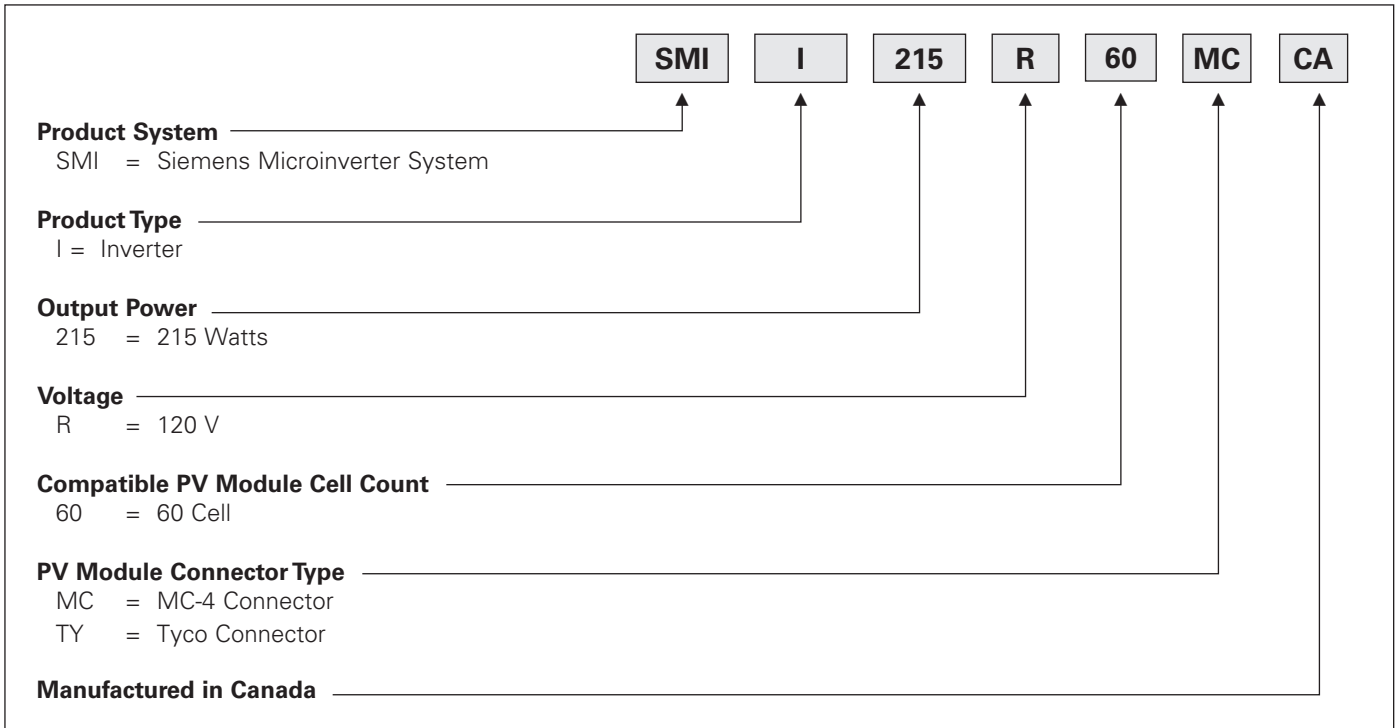 SMI I 215 R 60 MC CA
Product System
SMI = Siemens Microinverter System
Product Type
I = Inverter
Output Power
215 = 215 Watts
Voltage
R = 120 V
Compatible PV Module Cell Count
60 = 60 Cell
PV Module Connector Type
MC = MC-4 Connector
TY = Tyco Connector
Manufactured in Canada